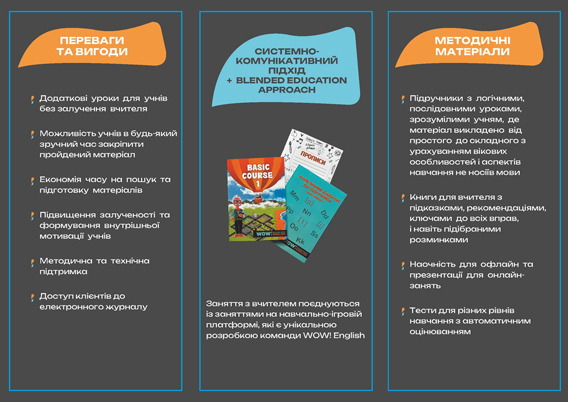 ПЕРЕВАГИ
ТА ВИГОДИ
Додаткові уроки для учнів
без залучення вчителя
Можливість учнів в будь-який
зручний час закріпити
пройдений матеріал
Економія часу на пошук та
підготовку матеріалів
Підвищення залученості та
формування внутрішньої
мотивації учнів
Методична та технічна
підтримка
Доступ клієнтів до
електронного журналу
СИСТЕМНО-
КОМУНІКАТИВНИЙ
ПІДХІД
+ BLENDED EDUCATION
APPROACH
ПРОПИСИ
BASIC
COURSE
1
WOW!
Mm
Nn
Oo
Kk
Ss
Заняття з вчителем поєднуються
із заняттями на навчально-ігровій
платформі, які є унікальною
розробкою команди WOW! English
МЕТОДИЧНІ
МАТЕРІАЛИ
Підручники з логічними,
послідовними уроками,
зрозумілими учням, де
матеріал викладено від
простого до складного з
урахуванням вікових
особливостей і аспектів
навчання не носіїв мови
Книги для вчителя з
підказками, рекомендаціями,
ключами до всіх вправ,
і навіть підібраними
розминками
Наочність для офлайн та
презентації для онлайн-
занять
Тести для різних рівнів
навчання з автоматичним
оцінюванням